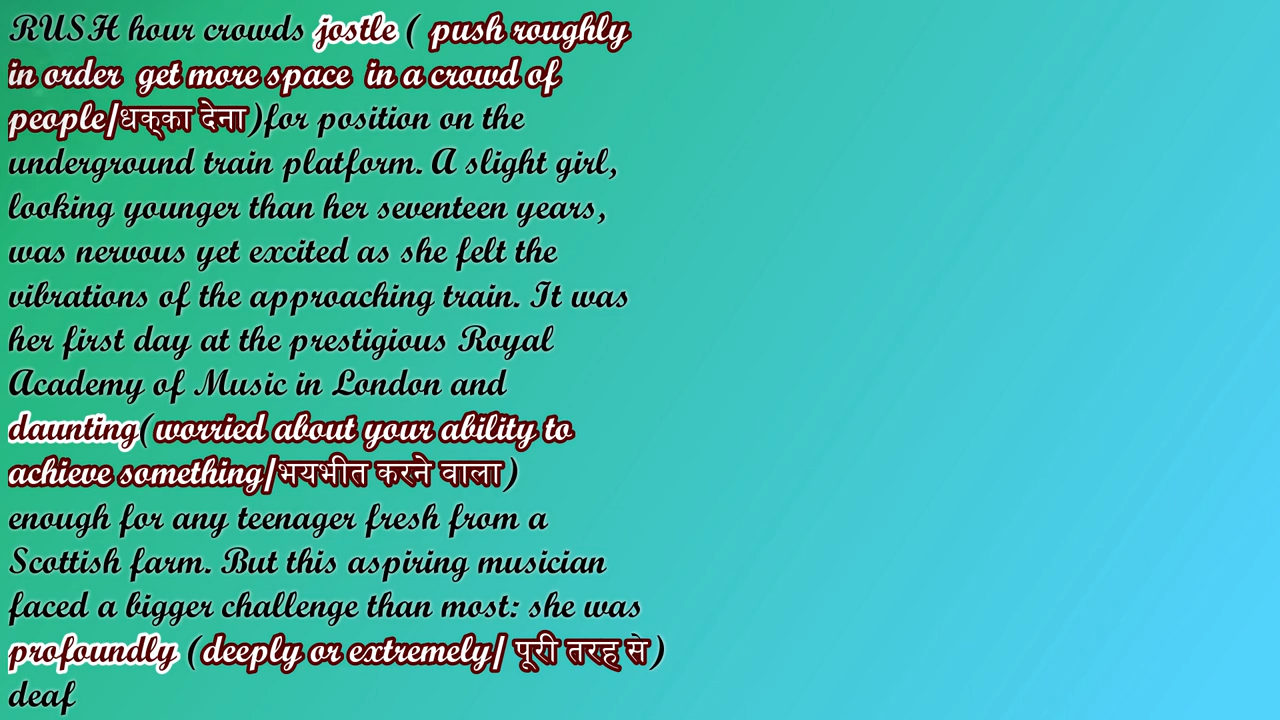 RUSH hour crowds jostle ( push roughly
in order get more space in a crowd of
people/धक्का देना)for position on the
underground train platform. A slight girl,
looking younger than her seventeen years,
was nervous yet excited as she felt the
vibrations of the approaching train. It was
her first day at the prestigious Royal
Academy of Music in London and
daunting(worried about your ability to
achieve something/भयभीत करने वाला)
enough for any teenager fresh from a
Scottish farm. But this aspiring musician
faced a bigger challenge than most: she was
profoundly (deeply or extremely/ पूरी तरह से)
deaf